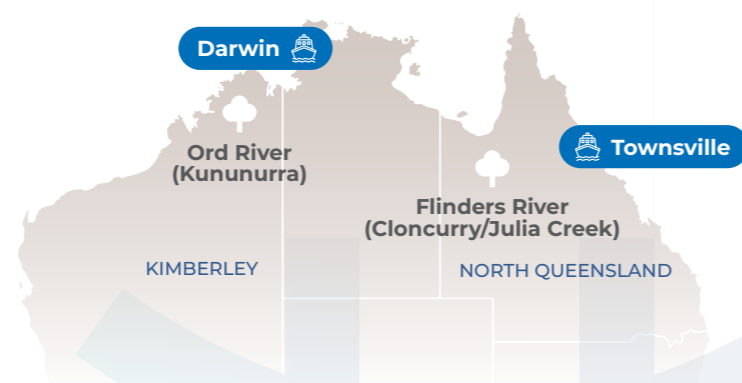 Darwin
Townsville
Ord River
(Kununurra)
Flinders River
(Cloncurry/Julia Creek)
KIMBERLEY
NORTH QUEENSLAND